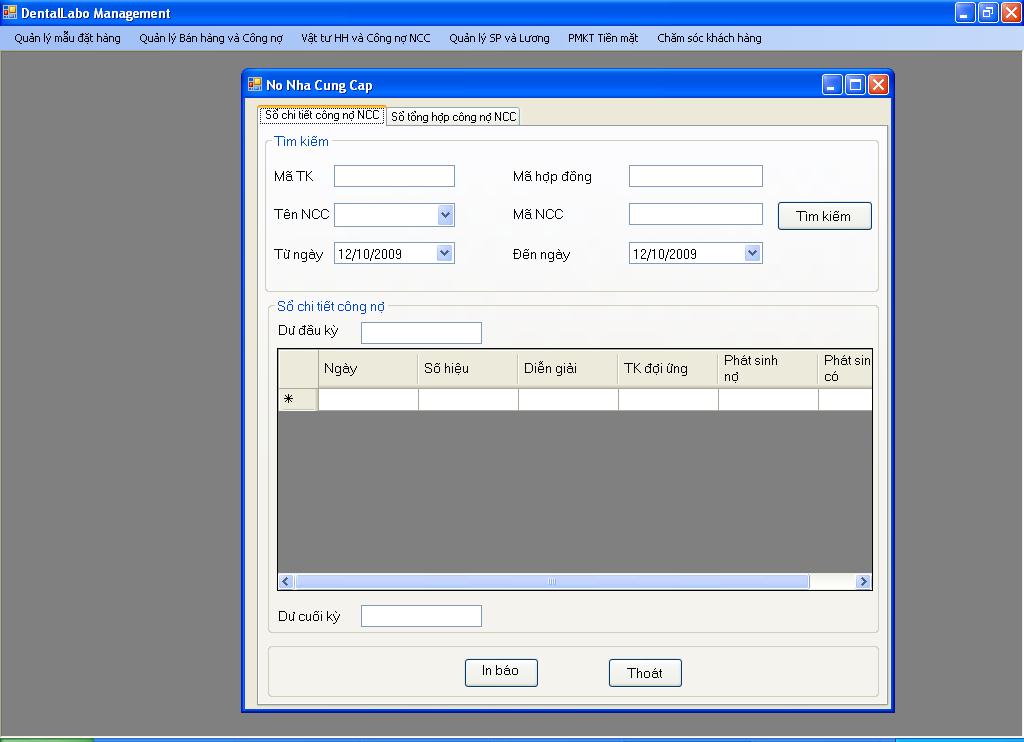 DentalLabo Management
Quản lý mẫu đặt hàng Quản lý Bán hàng và Công nợ Vật tư HH và Công nợ NCC Quản lý SP và Lương PMKT Tiền mặt Chăm sóc khách hàng
No Nha Cung Cap
Sổ chi tiết công nợ NCC Sổ tổng hợp công nợ NCC
Tìm kiếm
Mã TK Mã hợp đồng
Tên NCC Mã NCC Tìm kiếm
Từ ngày 12/10/2009 Đến ngày 12/10/2009
Sổ chi tiết công nợ
Dư đầu kỳ
Ngày Số hiệu Diễn giải TK đợi ứng Phát sinh nợ Phát sin có
*
Dư cuối kỳ
In báo Thoát